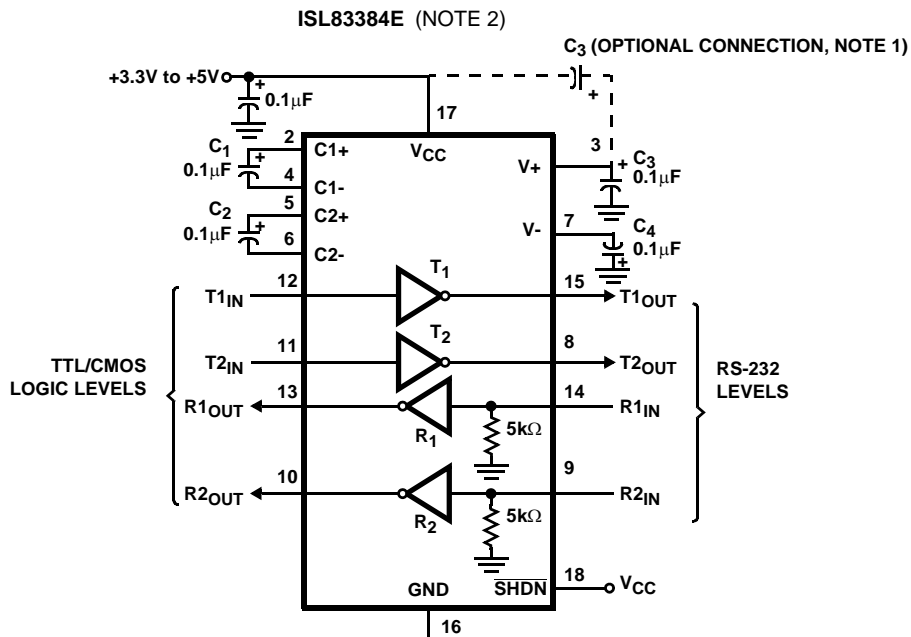 ISL83384E (NOTE 2)
C3 (OPTIONAL CONNECTION, NOTE 1)
+3.3V to +5V
+
0.1μF
+
17
2
C1
0.1μF
+
4
C1+
C1-
VCC
V+
3
+
C3
0.1μF
5
C2
0.1μF
+
6
C2+
C2-
V-
7
C4
0.1μF
+
T1IN
12
T1
15
T1OUT
T2IN
11
T2
8
T2OUT
TTL/CMOS
LOGIC LEVELS
RS-232
LEVELS
R1OUT
13
R1
5kΩ
14
R1IN
R2OUT
10
R2
5kΩ
9
R2IN
GND
SHDN
18
VCC
16